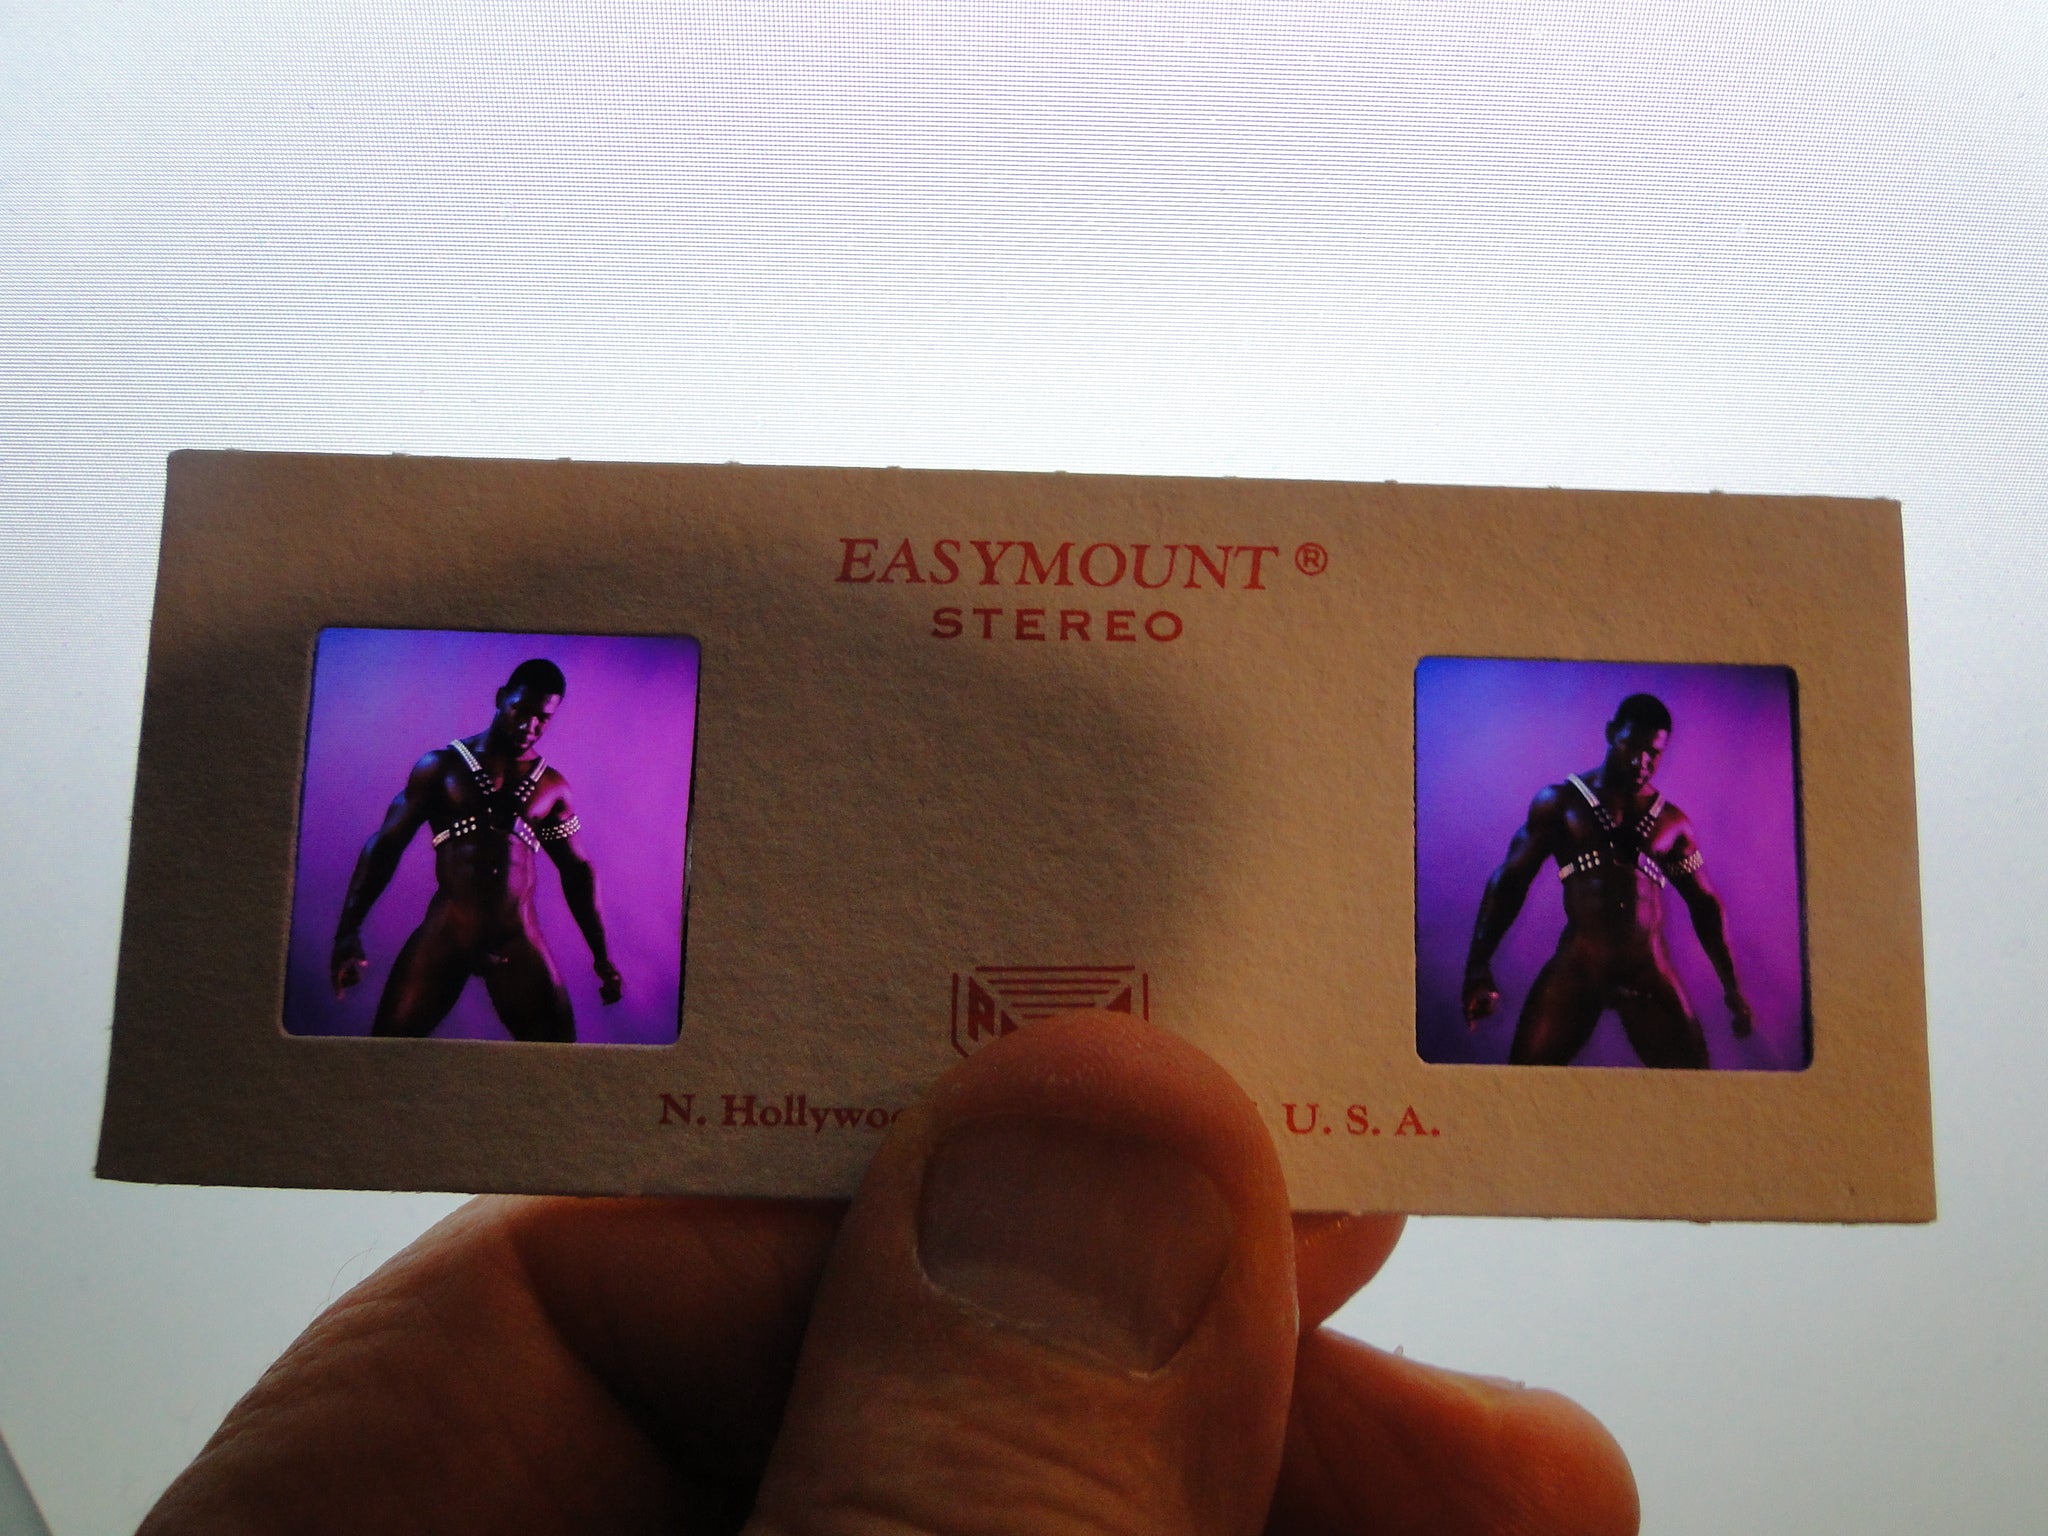 EASYMOUNT ®
STEREO
N. U. S. A.